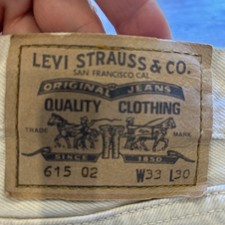 LEVI STRAUSS & CO.
SAN FRANCISCO CAL.
ORIGINAL JEANS
QUALITY CLOTHING
TRADE MARK
SINCE 1850
615 02 W33 L30